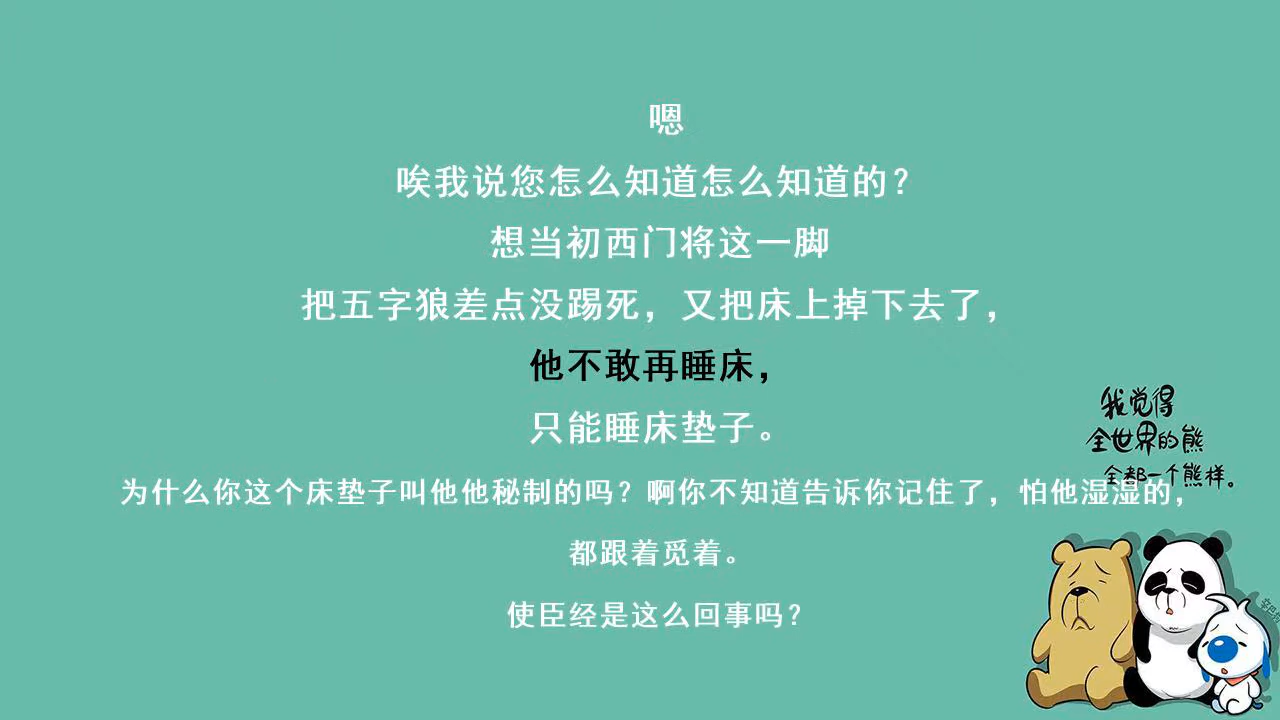 嗯
唉我说您怎么知道怎么知道的？
想当初西门将这一脚
把五字狼差点没踢死，又把床上掉下去了，
他不敢再睡床，
只能睡床垫子。
为什么你这个床垫子叫他他秘制的吗？啊你不知道告诉你记住了，怕他湿湿的，
都跟着觅着。
使臣经是这么回事吗？
我觉得
全世界的熊
全都一个熊样。